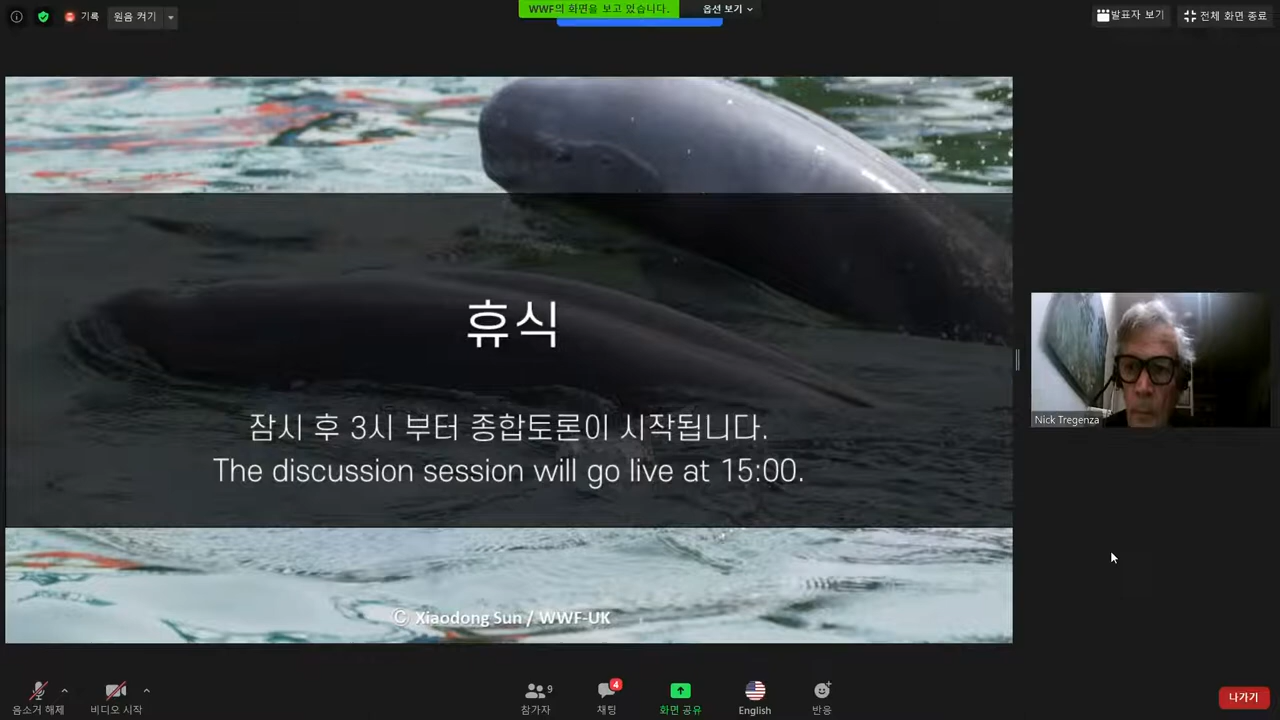 기록
원음 켜기
WWF의 화면을 보고 있습니다.
옵션 보기
발표자 보기
전체 화면 종료
휴식
잠시 후 3시 부터 종합토론이 시작됩니다.
The discussion session will go live at 15:00.
© Xiaodong Sun / WWF-UK
Nick Tregenza
음소거 해제
비디오 시작
9
참가자
4
채팅
화면 공유
English
반응
나가기